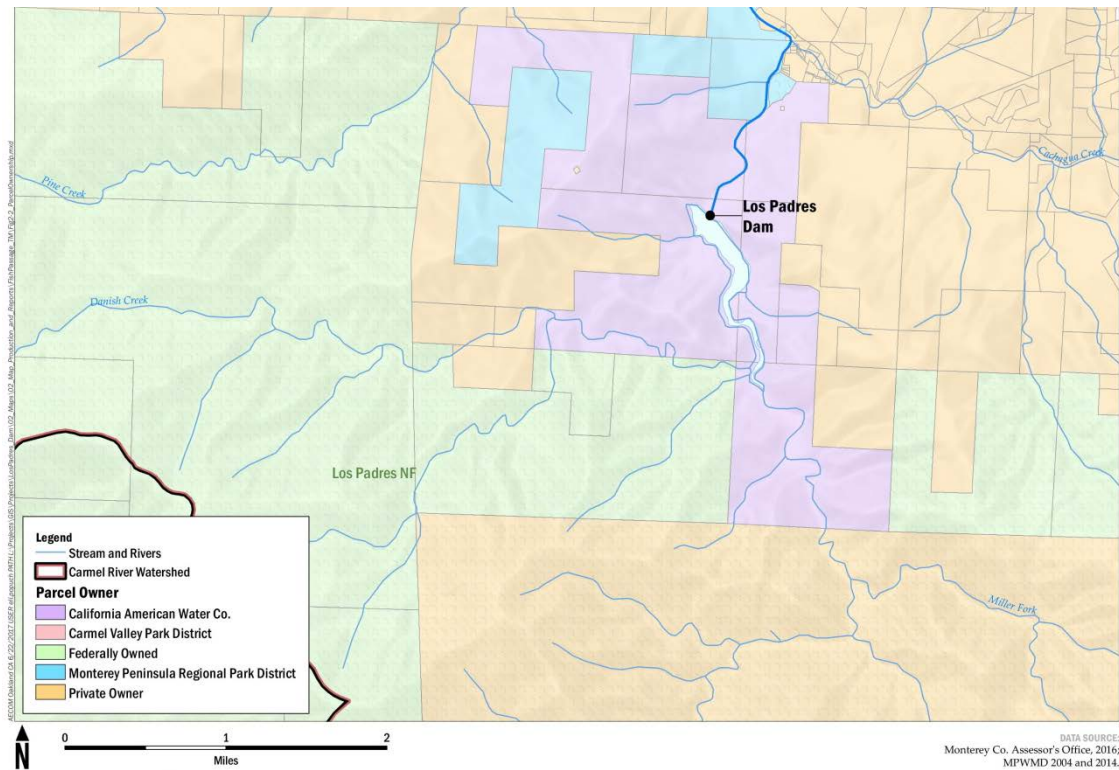 Pine Creek
Cachagua Creek
Los Padres
Dam
Danish Creek
Los Padres NF
Miller Fork
Legend
Stream and Rivers
Carmel River Watershed
Parcel Owner
California American Water Co.
Carmel Valley Park District
Federally Owned
Monterey Peninsula Regional Park District
Private Owner
N
0 1 2
Miles
DATA SOURCE:
Monterey Co. Assessor's Office, 2016;
MPWMD 2004 and 2014.